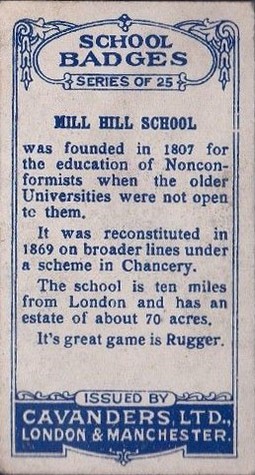 SCHOOL
BADGES
SERIES OF 25
MILL HILL SCHOOL
was founded in 1807 for
the education of Noncon-
formists when the older
Universities were not open
to them.
It was reconstituted in
1869 on broader lines under
a scheme in Chancery.
The school is ten miles
from London and has an
estate of about 70 acres.
It's great game is Rugger.
ISSUED BY
CAVANDERS, LTD.,
LONDON & MANCHESTER.